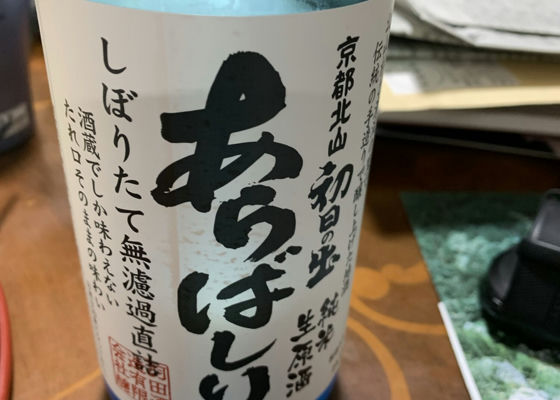 京都北山
初日の出
純米
生原酒
あらばしり
しぼりたて無濾過直詰
酒蔵でしか味わえない
たれ口そのままの味わい